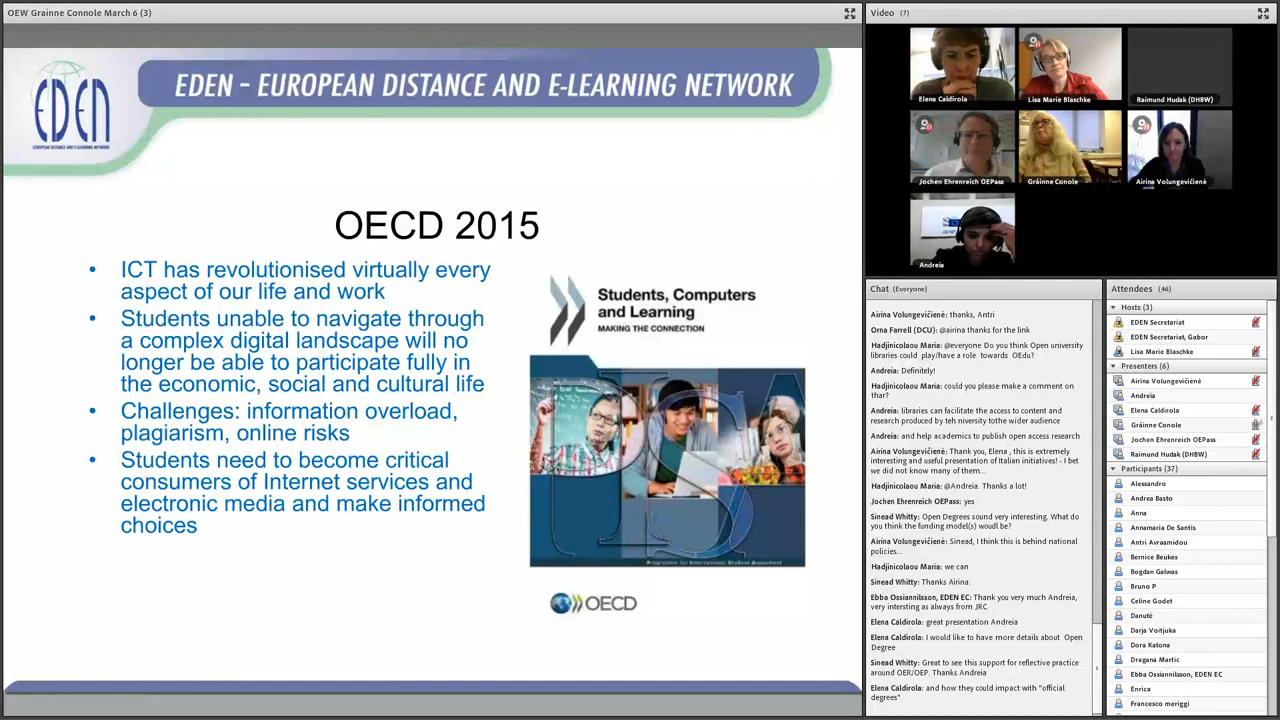 OEW Grainne Connole March 6 (3)
EDEN
EUROPEAN DISTANCE AND E-LEARNING NETWORK
EDEN – EUROPEAN DISTANCE AND E-LEARNING NETWORK
OECD 2015
• ICT has revolutionised virtually every
aspect of our life and work
• Students unable to navigate through
a complex digital landscape will no
longer be able to participate fully in
the economic, social and cultural life
• Challenges: information overload,
plagiarism, online risks
• Students need to become critical
consumers of Internet services and
electronic media and make informed
choices
Students, Computers
and Learning
MAKING THE CONNECTION
PISA
Programme for International Student Assessment
OECD
Video (7)
Elena Caldirola
Lisa Marie Blaschke
Raimund Hudak (DHBW)
Jochen Ehrenreich OEPass
Gráinne Conole
Airina Volungevičienė
Andreia
Chat (Everyone)
Airina Volungevičienė: thanks, Antri
Orna Farrell (DCU): @airina thanks for the link
Hadjinicolaou Maria: @everyone Do you think Open university
libraries could play/have a role towards OEdu?
Andreia: Definitely!
Hadjinicolaou Maria: could you please make a comment on
thar?
Andreia: libraries can facilitate the access to content and
research produced by teh niversity tothe wider audience
Andreia: and help academics to publish open access research
Airina Volungevičienė: Thank you, Elena , this is extremely
interesting and useful presentation of Italian initiatives! - I bet
we did not know many of them...
Hadjinicolaou Maria: @Andreia. Thanks a lot!
Jochen Ehrenreich OEPass: yes
Sinead Whitty: Open Degrees sound very interesting. What do
you think the funding model(s) woudl be?
Airina Volungevičienė: Sinead, I think this is behind national
policies...
Hadjinicolaou Maria: we can
Sinead Whitty: Thanks Airina.
Ebba Ossiannilsson, EDEN EC: Thank you very much Andreia,
very intersting as always from JRC
Elena Caldirola: great presentation Andreia
Elena Caldirola: I would like to have more details about Open
Degree
Sinead Whitty: Great to see this support for reflective practice
around OER/OEP. Thanks Andreia
Elena Caldirola: and how they could impact with "official
degrees"
Attendees (46)
Hosts (3)
EDEN Secretariat
EDEN Secretariat, Gabor
Lisa Marie Blaschke
Presenters (6)
Airina Volungevičienė
Andreia
Elena Caldirola
Gráinne Conole
Jochen Ehrenreich OEPass
Raimund Hudak (DHBW)
Participants (37)
Alessandro
Andrea Basto
Anna
Annamaria De Santis
Antri Avraamidou
Bernice Beukes
Bogdan Galwas
Bruno P
Celine Godet
Danutė
Darja Voitjuka
Dora Katona
Dragana Martic
Ebba Ossiannilsson, EDEN EC
Enrica
Francesco meriggi